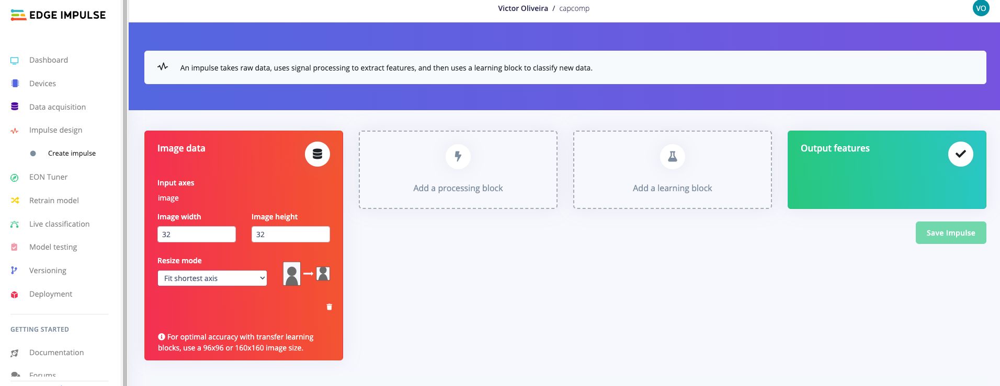 EDGE IMPULSE
Victor Oliveira / capcomp
VO
Dashboard
Devices
Data acquisition
Impulse design
Create impulse
EON Tuner
Retrain model
Live classification
Model testing
Versioning
Deployment
GETTING STARTED
Documentation
Forums
An impulse takes raw data, uses signal processing to extract features, and then uses a learning block to classify new data.
Image data
Input axes
image
Image width Image height
32 32
Resize mode
Fit shortest axis
For optimal accuracy with transfer learning
blocks, use a 96x96 or 160x160 image size.
Add a processing block
Add a learning block
Output features
Save Impulse